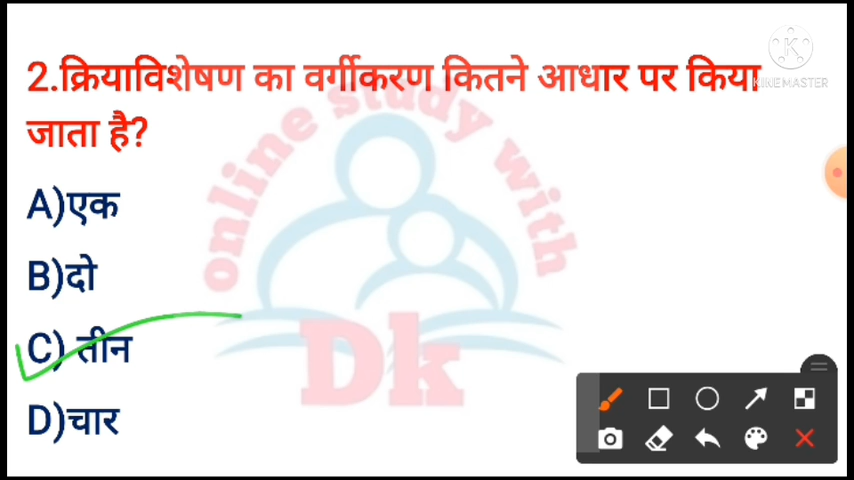 KINEMASTER
2.क्रियाविशेषण का वर्गीकरण कितने आधार पर किया
जाता है?
A)एक
B)दो
C) तीन
D)चार
online study with
Dk